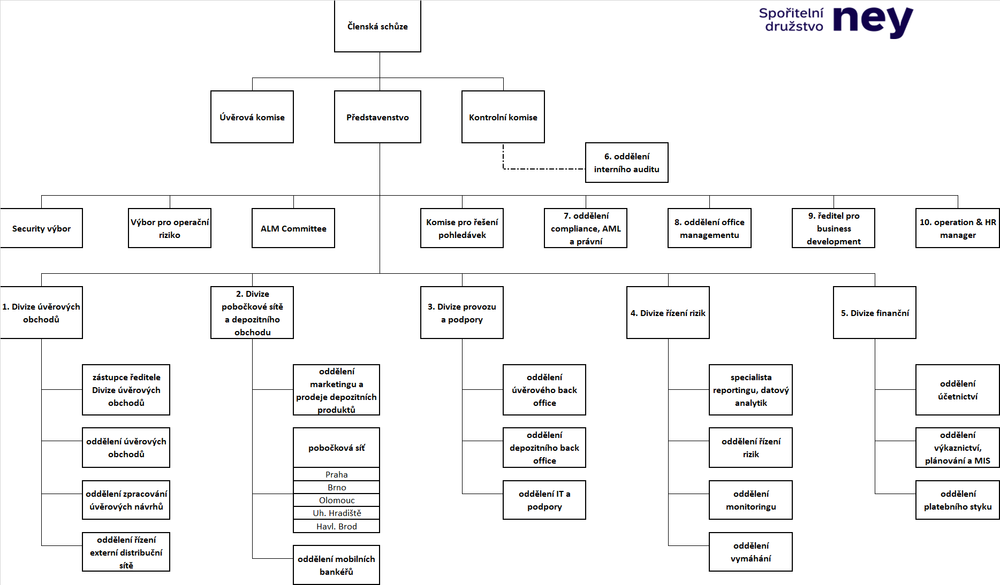 Spořitelní
družstvo
ney
Členská schůze
Úvěrová komise
Představenstvo
Kontrolní komise
6. oddělení
interního auditu
Security výbor
Výbor pro operační
riziko
ALM Committee
Komise pro řešení
pohledávek
7. oddělení
compliance, AML
a právní
8. oddělení office
managementu
9. ředitel pro
business
development
10. operation & HR
manager
1. Divize úvěrových
obchodů
2. Divize
pobočkové sítě
a depozitního
obchodu
3. Divize provozu
a podpory
4. Divize řízení rizik
5. Divize finanční
zástupce ředitele
Divize úvěrových
obchodů
oddělení úvěrových
obchodů
oddělení zpracování
úvěrových návrhů
oddělení řízení
externí distribuční
sítě
oddělení
marketingu a
prodeje depozitních
produktů
pobočková síť
Praha
Brno
Olomouc
Uh. Hradiště
Havl. Brod
oddělení mobilních
bankéřů
oddělení
úvěrového back
office
oddělení
depozitního back
office
oddělení IT a
podpory
specialista
reportingu, datový
analytik
oddělení řízení
rizik
oddělení
monitoringu
oddělení
vymáhání
oddělení
účetnictví
oddělení
výkaznictví,
plánování a MIS
oddělení
platebního styku